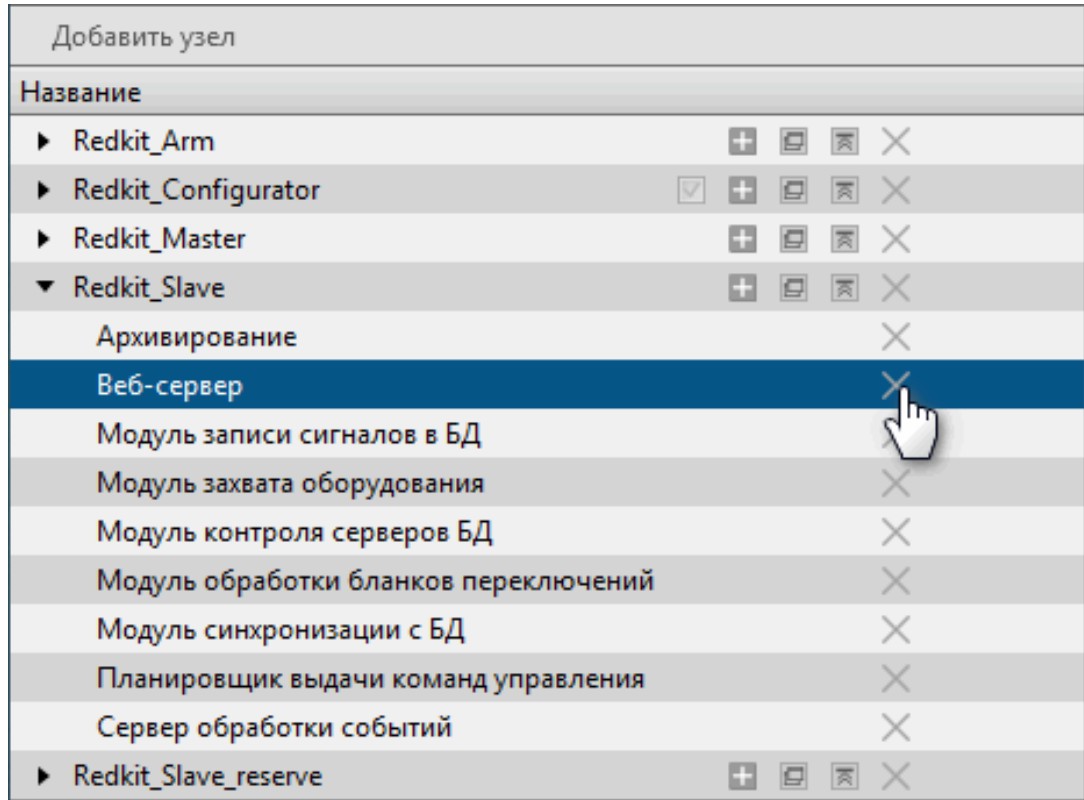 Добавить узел
Название
Redkit_Arm
Redkit_Configurator
Redkit_Master
Redkit_Slave
Архивирование
Веб-сервер
Модуль записи сигналов в БД
Модуль захвата оборудования
Модуль контроля серверов БД
Модуль обработки бланков переключений
Модуль синхронизации с БД
Планировщик выдачи команд управления
Сервер обработки событий
Redkit_Slave_reserve